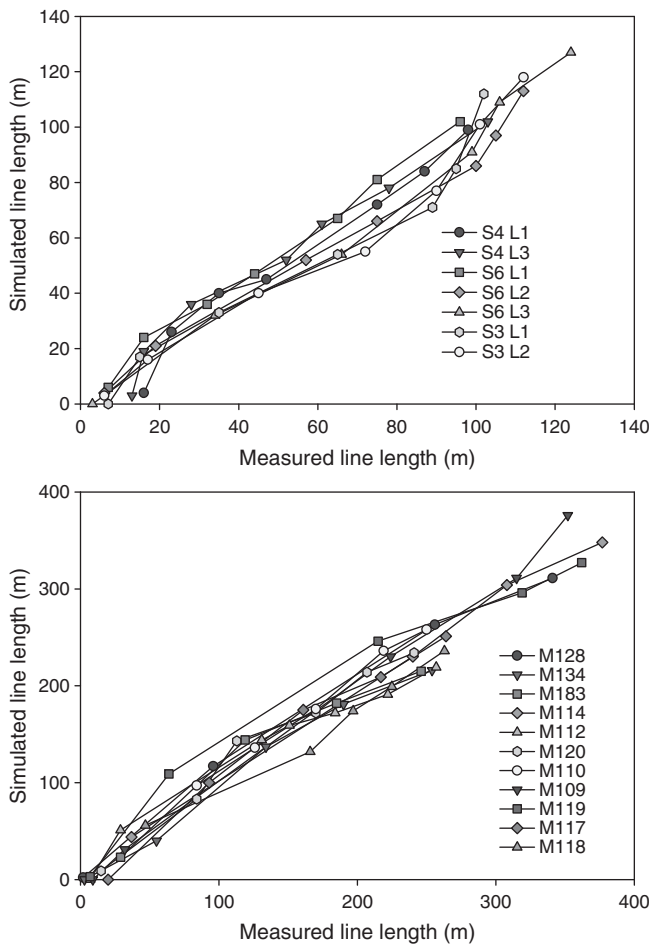 140
120
100
80
60
40
20
0
Simulated line length (m)
S4 L1
S4 L3
S6 L1
S6 L2
S6 L3
S3 L1
S3 L2
0 20 40 60 80 100 120 140
Measured line length (m)
400
300
200
100
0
Simulated line length (m)
M128
M134
M183
M114
M112
M120
M110
M109
M119
M117
M118
0 100 200 300 400
Measured line length (m)